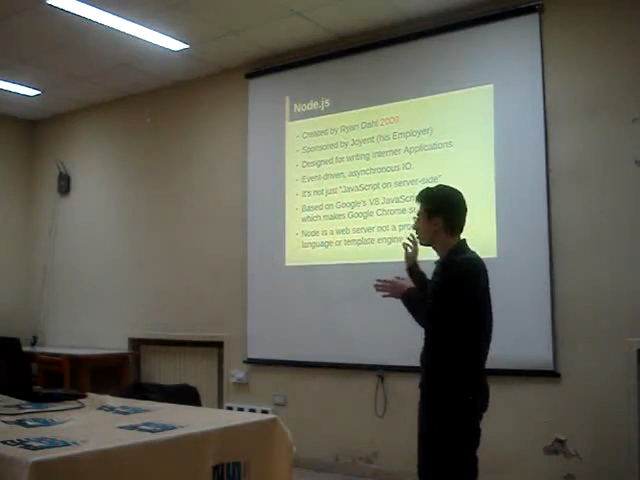 Node.js
- Created by Ryan Dahl 2009
- Sponsored by Joyent (his Employer)
- Designed for writing Internet Applications
- Event-driven, asynchronous IO.
- It's not just "JavaScript on server-side"
- Based on Google's V8
which makes Google Chrome
- Node is a web server not a
language or template engine